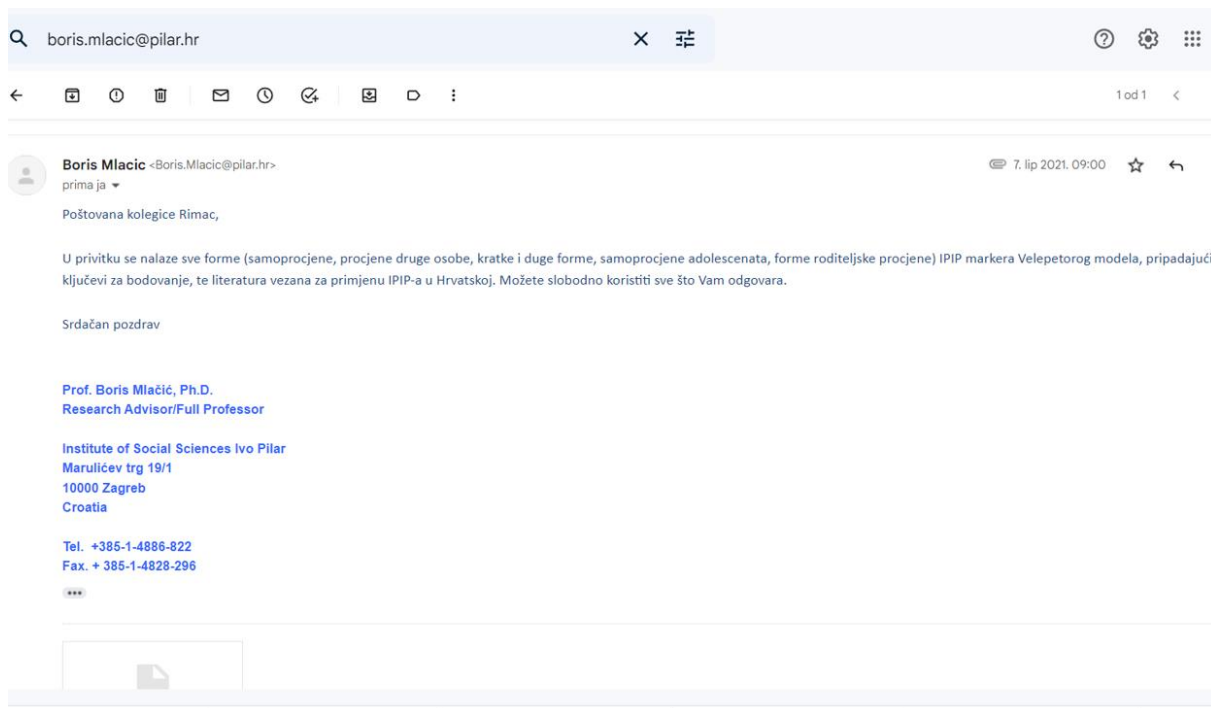 boris.mlacic@pilar.hr
1 od 1
Boris Mlacic <Boris.Mlacic@pilar.hr>
7. lip 2021. 09:00
prima ja
Poštovana kolegice Rimac,
U privitku se nalaze sve forme (samoprocjene, procjene druge osobe, kratke i duge forme, samoprocjene adolescenata, forme roditeljske procjene) IPIP markera Velepetorog modela, pripadajući
ključevi za bodovanje, te literatura vezana za primjenu IPIP-a u Hrvatskoj. Možete slobodno koristiti sve što Vam odgovara.
Srdačan pozdrav
Prof. Boris Mlačić, Ph.D.
Research Advisor/Full Professor
Institute of Social Sciences Ivo Pilar
Marulićev trg 19/1
10000 Zagreb
Croatia
Tel. +385-1-4886-822
Fax. + 385-1-4828-296